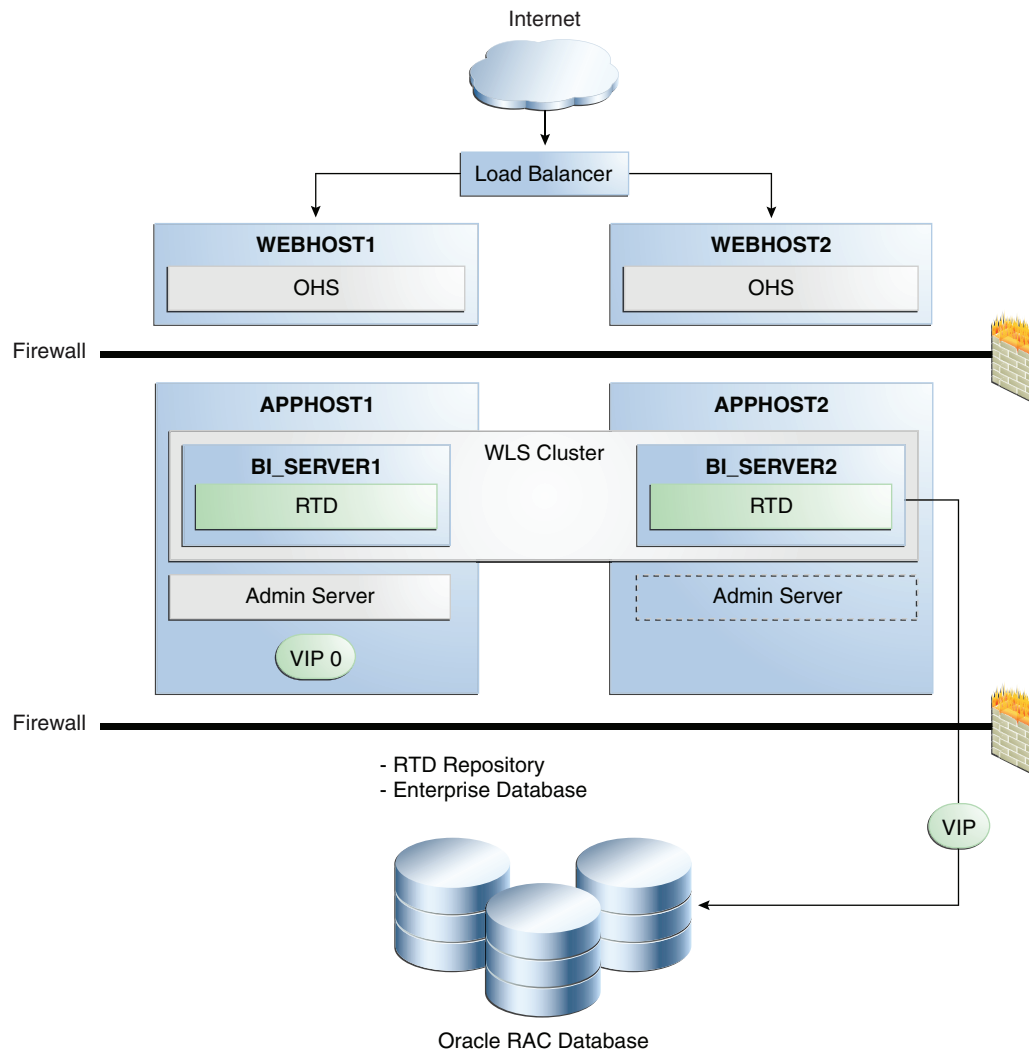 Internet
Load Balancer
WEBHOST1
WEBHOST2
OHS
OHS
Firewall
APPHOST1
APPHOST2
WLS Cluster
BI_SERVER1
BI_SERVER2
RTD
RTD
Admin Server
Admin Server
VIP 0
Firewall
- RTD Repository
- Enterprise Database
VIP
Oracle RAC Database